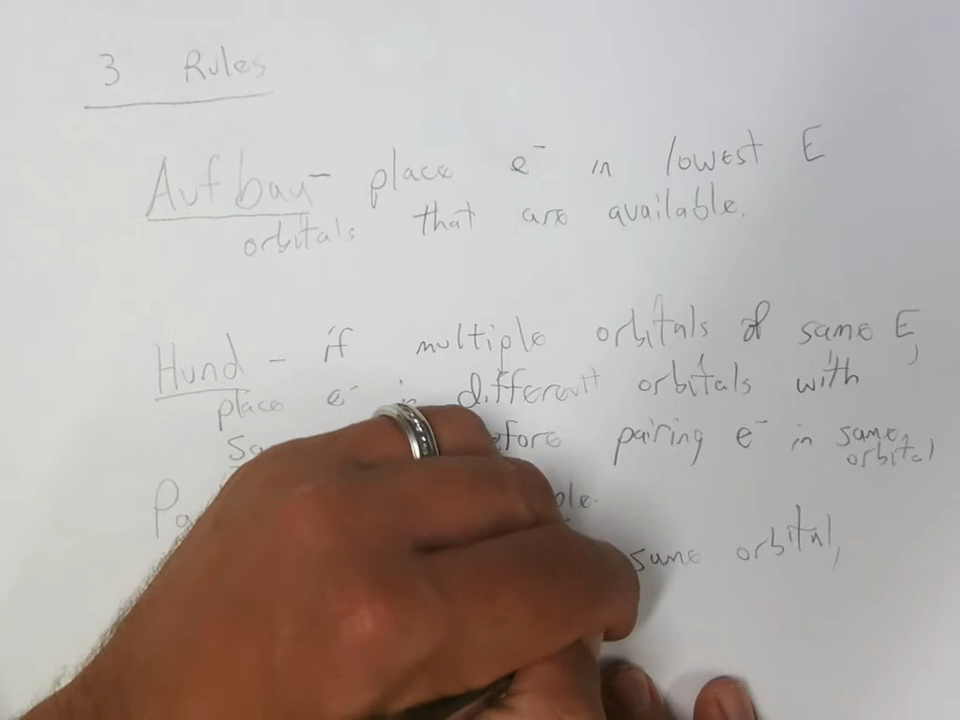 3 Rules
Aufbau - place e⁻ in lowest E
orbitals that are available.
Hund - if multiple orbitals of same E,
place e⁻ in different orbitals with
pairing e⁻ in same
orbital
same orbital,